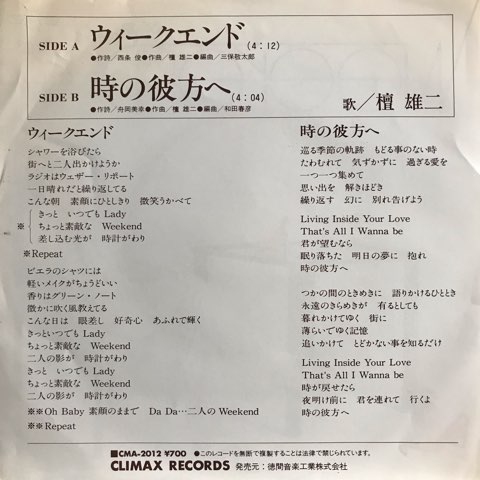 SIDE A ウィークエンド(4：12)
●作詩／西条 俊●作曲／檀 雄二●編曲／三保敬太郎
SIDE B 時の彼方へ(4：04)
●作詩／舟岡美幸●作曲／檀 雄二●編曲／和田春彦
歌／檀 雄二
ウィークエンド
シャワーを浴びたら
街へと二人出かけようか
ラジオはウェザー・リポート
一日晴れだと繰り返してる
こんな朝 素顔にひとしきり 微笑うかべて
きっと いつでも Lady
※ ちょっと素敵な Weekend
差し込む光が 時計がわり
※Repeat
ピエラのシャツには
軽いメイクがちょうどいい
香りはグリーン・ノート
微かに吹く風教えてる
こんな日は 眼差し 好奇心 あふれて輝く
きっといつでも Lady
ちょっと素敵な Weekend
二人の影が 時計がわり
きっと いつでも Lady
ちょっと素敵な Weekend
二人の影が 時計がわり
※※Oh Baby 素顔のままで Da Da…二人の Weekend
※※Repeat
時の彼方へ
巡る季節の軌跡 もどる事のない時
たわむれて 気ずかずに 過ぎる愛を
一つ一つ集めて
思い出を 解きほどき
繰り返す 幻に 別れ告げよう
Living Inside Your Love
That's All I Wanna be
君が望むなら
眠り落ちた 明日の夢に 抱れ
時の彼方へ
つかの間のときめきに 語りかけるひととき
永遠のきらめきが 有るとしても
暮れかけてゆく 街に
薄らいでゆく記憶
追いかけて とどかない事を知るだけ
Living Inside Your Love
That's All I Wanna be
時が戻せたら
夜明け前に 君を連れて 行くよ
時の彼方へ
■CMA-2012 ¥700 ●このレコードを無断で複製することは法律で禁じられています。
CLIMAX RECORDS 発売元：徳間音楽工業株式会社